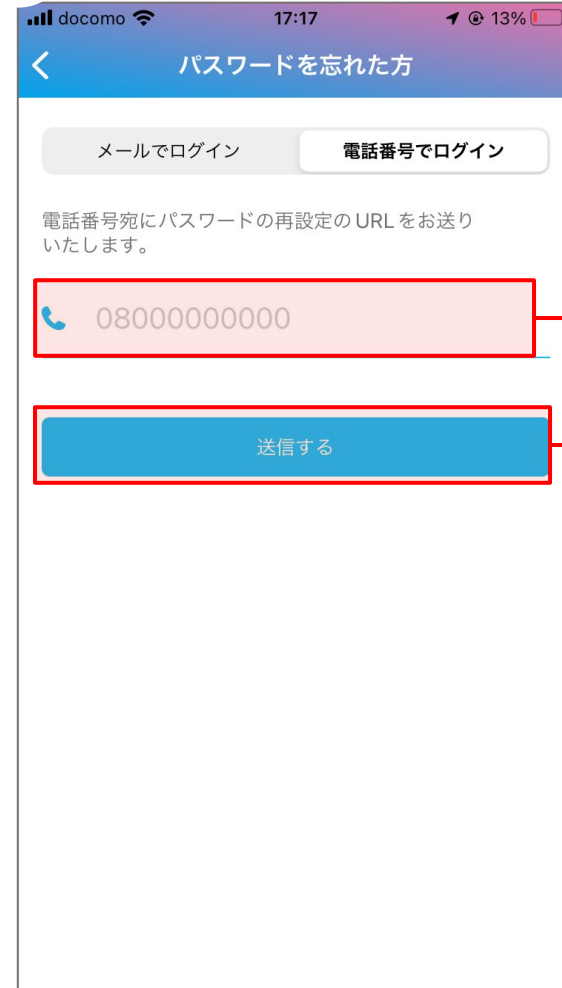 docomo 17:17 13%
パスワードを忘れた方
メールでログイン 電話番号でログイン
電話番号宛にパスワードの再設定のURLをお送り
いたします。
08000000000
送信する